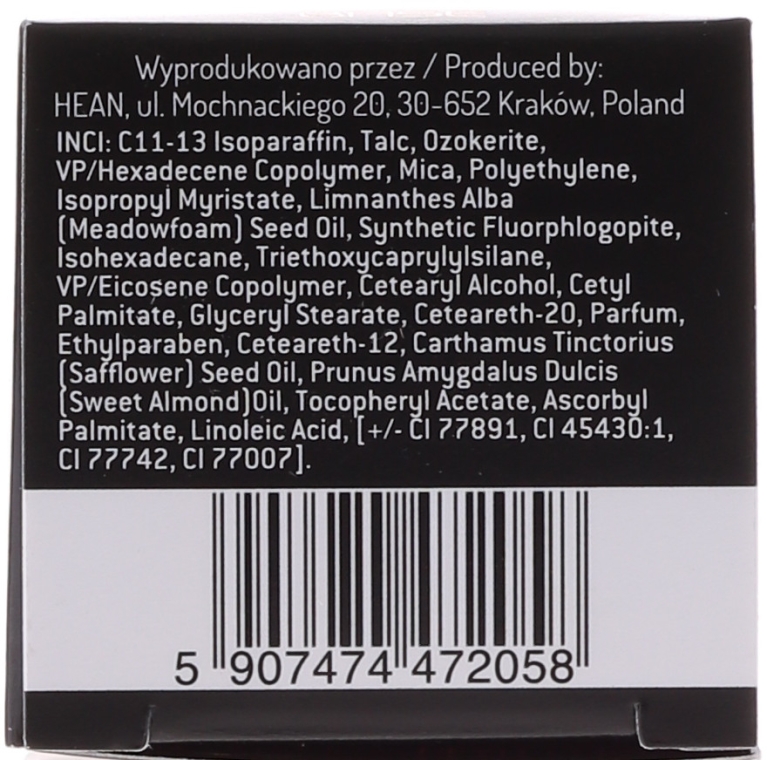 Wyprodukowano przez / Produced by:
HEAN, ul. Mochnackiego 20, 30-652 Kraków, Poland
INCI: C11-13 Isoparaffin, Talc, Ozokerite,
VP/Hexadecene Copolymer, Mica, Polyethylene,
Isopropyl Myristate, Limnanthes Alba
(Meadowfoam) Seed Oil, Synthetic Fluorphlogopite,
Isohexadecane, Triethoxycaprylylsilane,
VP/Eicosene Copolymer, Cetearyl Alcohol, Cetyl
Palmitate, Glyceryl Stearate, Ceteareth-20, Parfum,
Ethylparaben, Ceteareth-12, Carthamus Tinctorius
(Safflower) Seed Oil, Prunus Amygdalus Dulcis
(Sweet Almond)Oil, Tocopheryl Acetate, Ascorbyl
Palmitate, Linoleic Acid, [+/- CI 77891, CI 45430:1,
CI 77742, CI 77007].
5 907474 472058